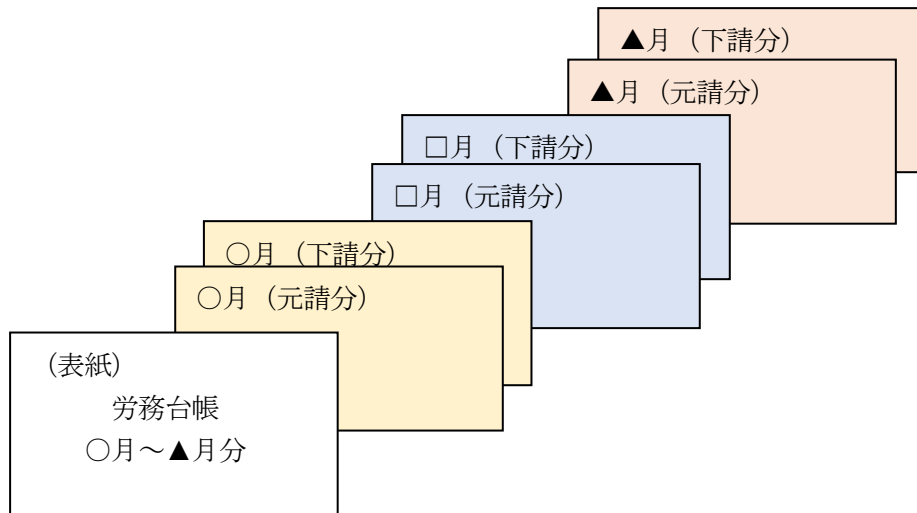 ▲月（下請分）
▲月（元請分）
□月（下請分）
□月（元請分）
○月（下請分）
○月（元請分）
（表紙）
労務台帳
○月～▲月分